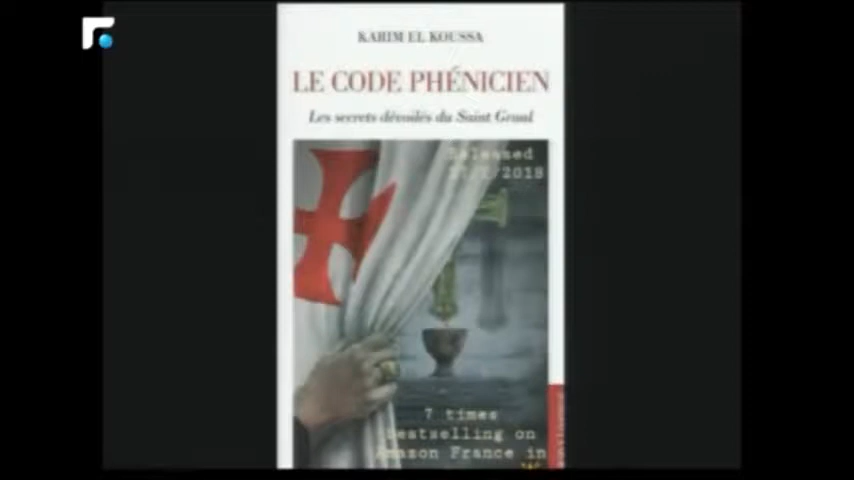 KARIM EL KOUSSA
LE CODE PHÉNICIEN
Les secrets dévoilés du Saint Graal
Released
7 times
bestselling on
Amazon France in